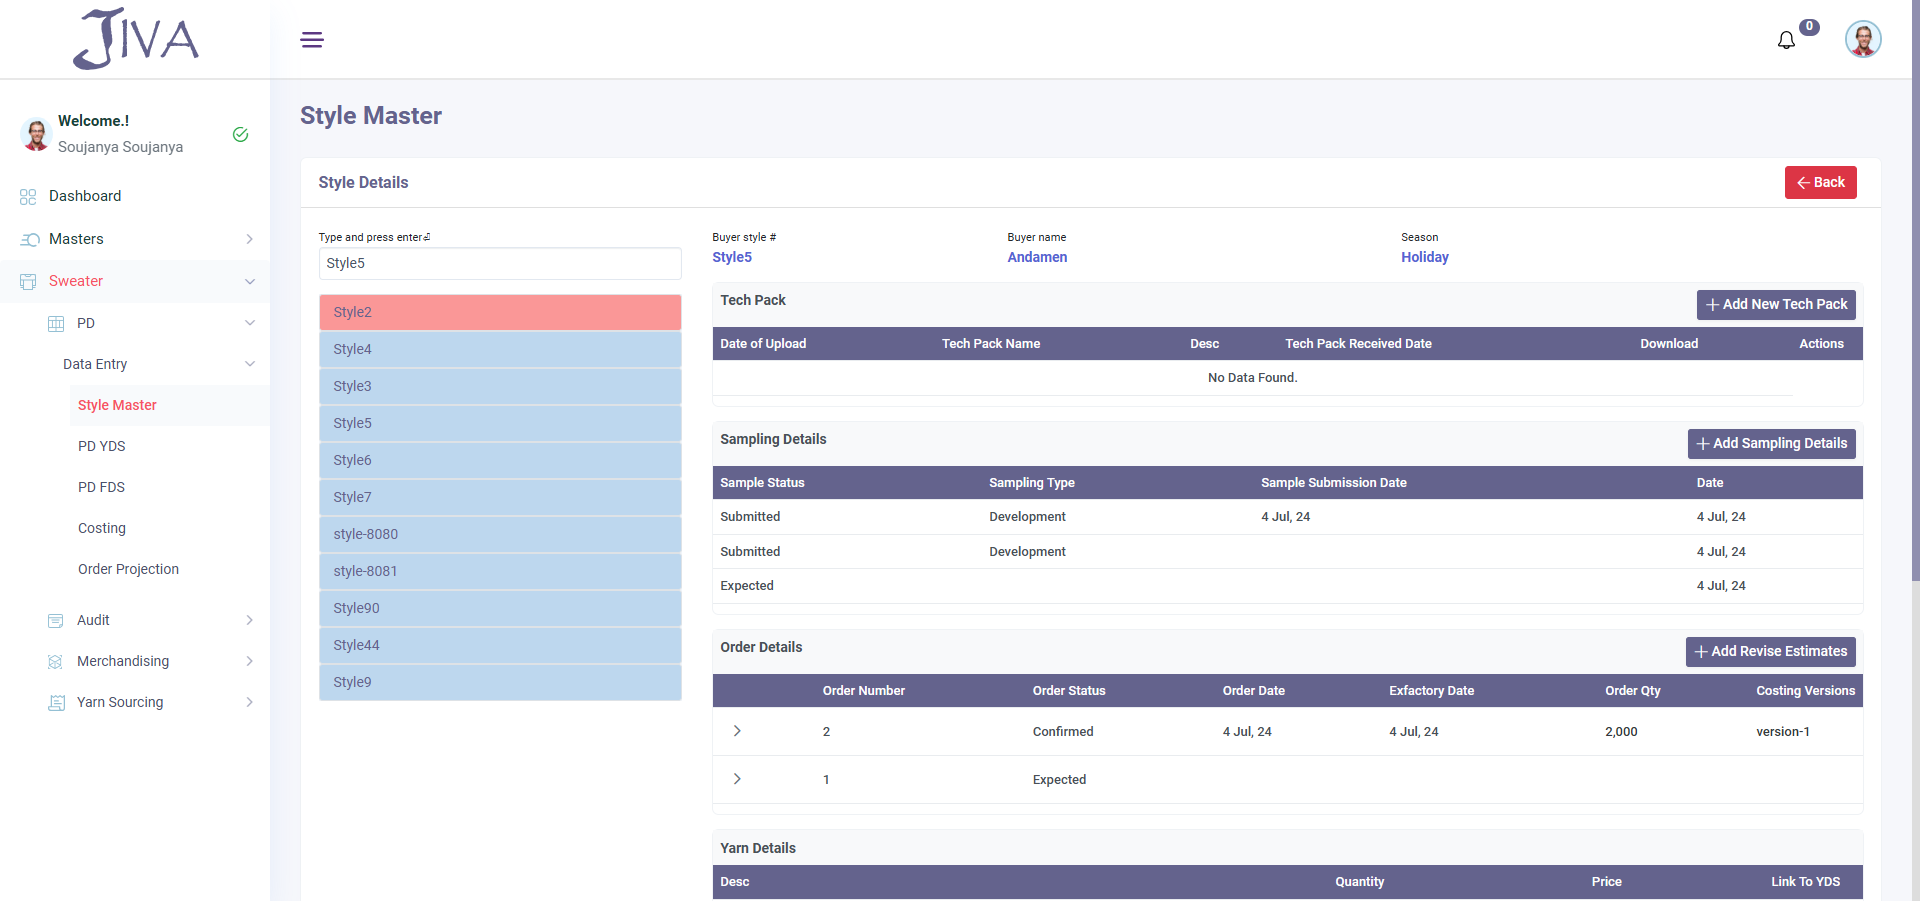 JIVA
0
Welcome.!
Soujanya Soujanya
Dashboard
Masters
Sweater
PD
Data Entry
Style Master
PD YDS
PD FDS
Costing
Order Projection
Audit
Merchandising
Yarn Sourcing
Style Master
Style Details
Back
Type and press enter⏎
Style5
Style2
Style4
Style3
Style5
Style6
Style7
style-8080
style-8081
Style90
Style44
Style9
Buyer style # Buyer name Season
Style5 Andamen Holiday
Tech Pack
+ Add New Tech Pack
Date of Upload Tech Pack Name Desc Tech Pack Received Date Download Actions
No Data Found.
Sampling Details
+ Add Sampling Details
Sample Status Sampling Type Sample Submission Date Date
Submitted Development 4 Jul, 24 4 Jul, 24
Submitted Development 4 Jul, 24
Expected 4 Jul, 24
Order Details
+ Add Revise Estimates
Order Number Order Status Order Date Exfactory Date Order Qty Costing Versions
2 Confirmed 4 Jul, 24 4 Jul, 24 2,000 version-1
1 Expected
Yarn Details
Desc Quantity Price Link To YDS